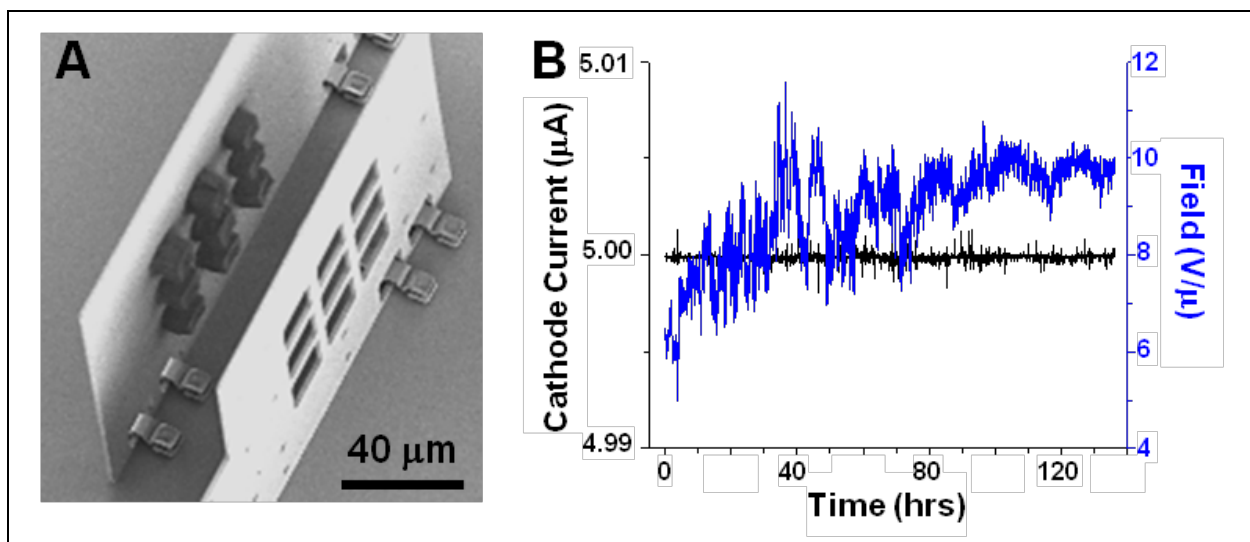 A
40 μm
B
Cathode Current (μA)
5.01
5.00
4.99
0
40
80
120
Time (hrs)
12
10
8
6
4
Field (V/μ)